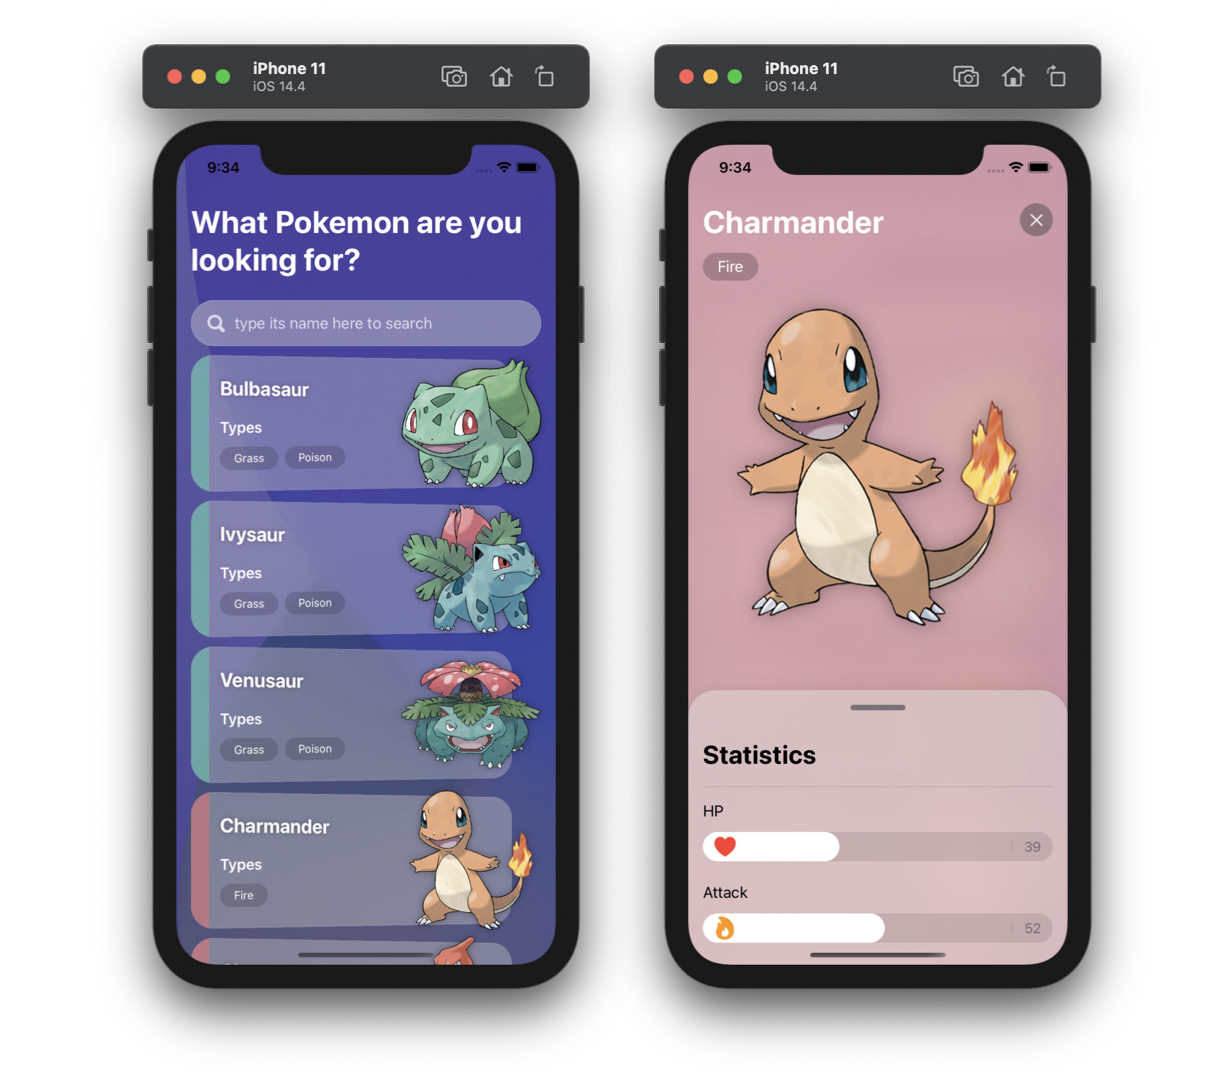 iPhone 11
iOS 14.4
9:34
What Pokemon are you
looking for?
type its name here to search
Bulbasaur
Types
Grass Poison
Ivysaur
Types
Grass Poison
Venusaur
Types
Grass Poison
Charmander
Types
Fire
iPhone 11
iOS 14.4
9:34
Charmander
Fire
Statistics
HP
39
Attack
52